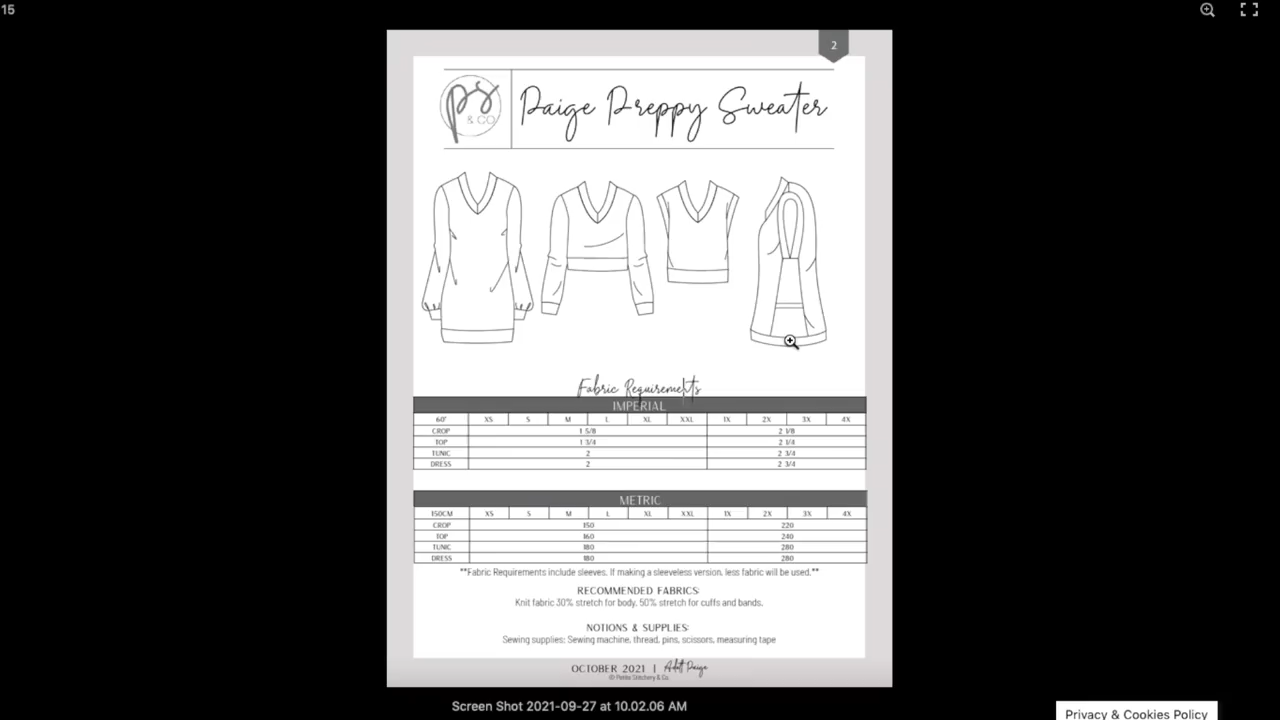 15
2
ps
& CO
Paige Preppy Sweater
Fabric Requirements
IMPERIAL
60" XS S M L XL XXL 1X 2X 3X 4X
CROP 1 5/8 2 1/8
TOP 1 3/4 2 1/4
TUNIC 2 2 3/4
DRESS 2 2 3/4
METRIC
150CM XS S M L XL XXL 1X 2X 3X 4X
CROP 150 220
TOP 160 240
TUNIC 180 280
DRESS 180 280
**Fabric Requirements include sleeves. If making a sleeveless version, less fabric will be used.**
RECOMMENDED FABRICS:
Knit fabric 30% stretch for body, 50% stretch for cuffs and bands.
NOTIONS & SUPPLIES:
Sewing supplies: Sewing machine, thread, pins, scissors, measuring tape
OCTOBER 2021 | Adult Paige
© Petite Stitchery & Co.
Screen Shot 2021-09-27 at 10.02.06 AM
Privacy & Cookies Policy